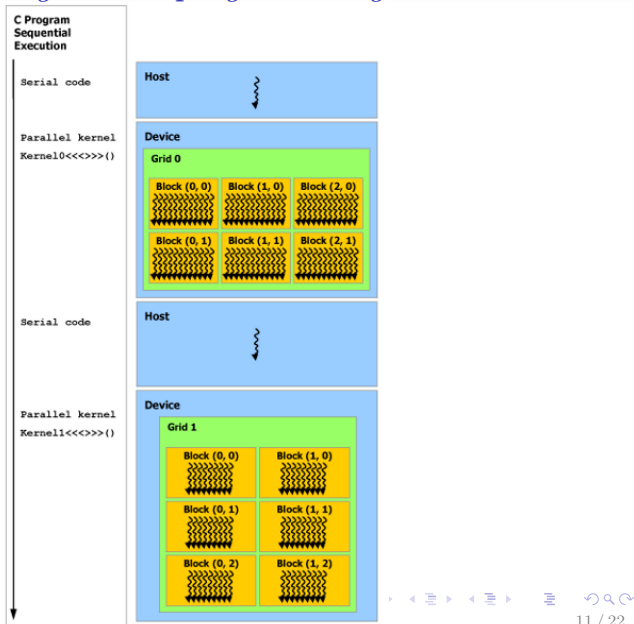 C Program
Sequential
Execution
Serial code
Host
Parallel kernel
Kernel0<<<>>>()
Device
Grid 0
Block (0, 0) Block (1, 0) Block (2, 0)
Block (0, 1) Block (1, 1) Block (2, 1)
Serial code
Host
Parallel kernel
Kernel1<<<>>>()
Device
Grid 1
Block (0, 0) Block (1, 0)
Block (0, 1) Block (1, 1)
Block (0, 2) Block (1, 2)
11 / 22